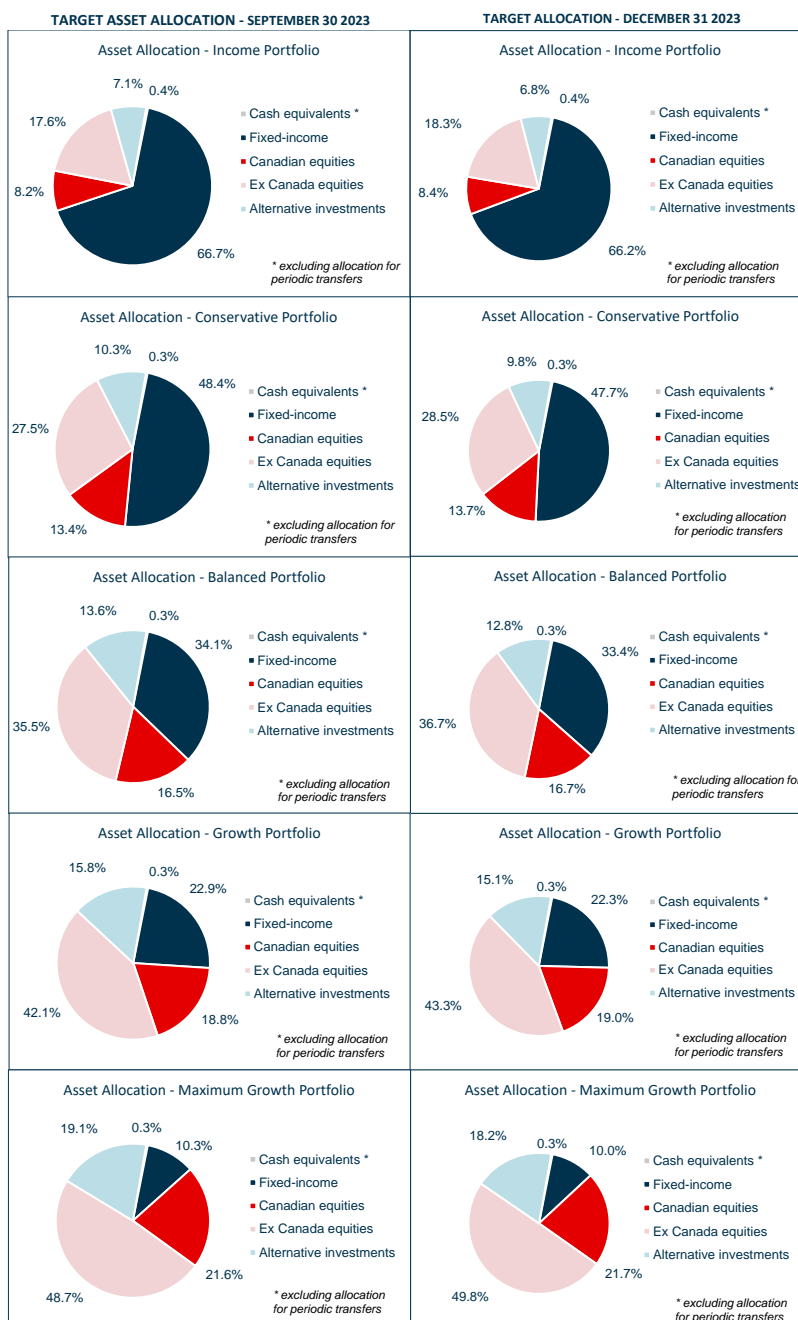 TARGET ASSET ALLOCATION - SEPTEMBER 30 2023
Asset Allocation - Income Portfolio
7.1%
0.4%
17.6%
8.2%
66.7%
Cash equivalents *
Fixed-income
Canadian equities
Ex Canada equities
Alternative investments
* excluding allocation for
periodic transfers
TARGET ALLOCATION - DECEMBER 31 2023
Asset Allocation - Income Portfolio
6.8%
0.4%
18.3%
8.4%
66.2%
Cash equivalents *
Fixed-income
Canadian equities
Ex Canada equities
Alternative investments
* excluding allocation
for periodic transfers
Asset Allocation - Conservative Portfolio
10.3%
0.3%
48.4%
27.5%
13.4%
Cash equivalents *
Fixed-income
Canadian equities
Ex Canada equities
Alternative investments
* excluding allocation for
periodic transfers
Asset Allocation - Conservative Portfolio
9.8%
0.3%
47.7%
28.5%
13.7%
Cash equivalents *
Fixed-income
Canadian equities
Ex Canada equities
Alternative investments
* excluding allocation
for periodic transfers
Asset Allocation - Balanced Portfolio
13.6%
0.3%
34.1%
35.5%
16.5%
Cash equivalents *
Fixed-income
Canadian equities
Ex Canada equities
Alternative investments
* excluding allocation
for periodic transfers
Asset Allocation - Balanced Portfolio
12.8%
0.3%
33.4%
36.7%
16.7%
Cash equivalents *
Fixed-income
Canadian equities
Ex Canada equities
Alternative investments
* excluding allocation for
periodic transfers
Asset Allocation - Growth Portfolio
15.8%
0.3%
22.9%
42.1%
18.8%
Cash equivalents *
Fixed-income
Canadian equities
Ex Canada equities
Alternative investments
* excluding allocation
for periodic transfers
Asset Allocation - Growth Portfolio
15.1%
0.3%
22.3%
43.3%
19.0%
Cash equivalents *
Fixed-income
Canadian equities
Ex Canada equities
Alternative investments
* excluding allocation
for periodic transfers
Asset Allocation - Maximum Growth Portfolio
19.1%
0.3%
10.3%
48.7%
21.6%
Cash equivalents *
Fixed-income
Canadian equities
Ex Canada equities
Alternative investments
* excluding allocation
for periodic transfers
Asset Allocation - Maximum Growth Portfolio
18.2%
0.3%
10.0%
49.8%
21.7%
Cash equivalents *
Fixed-income
Canadian equities
Ex Canada equities
Alternative investments
* excluding allocation
for periodic transfers